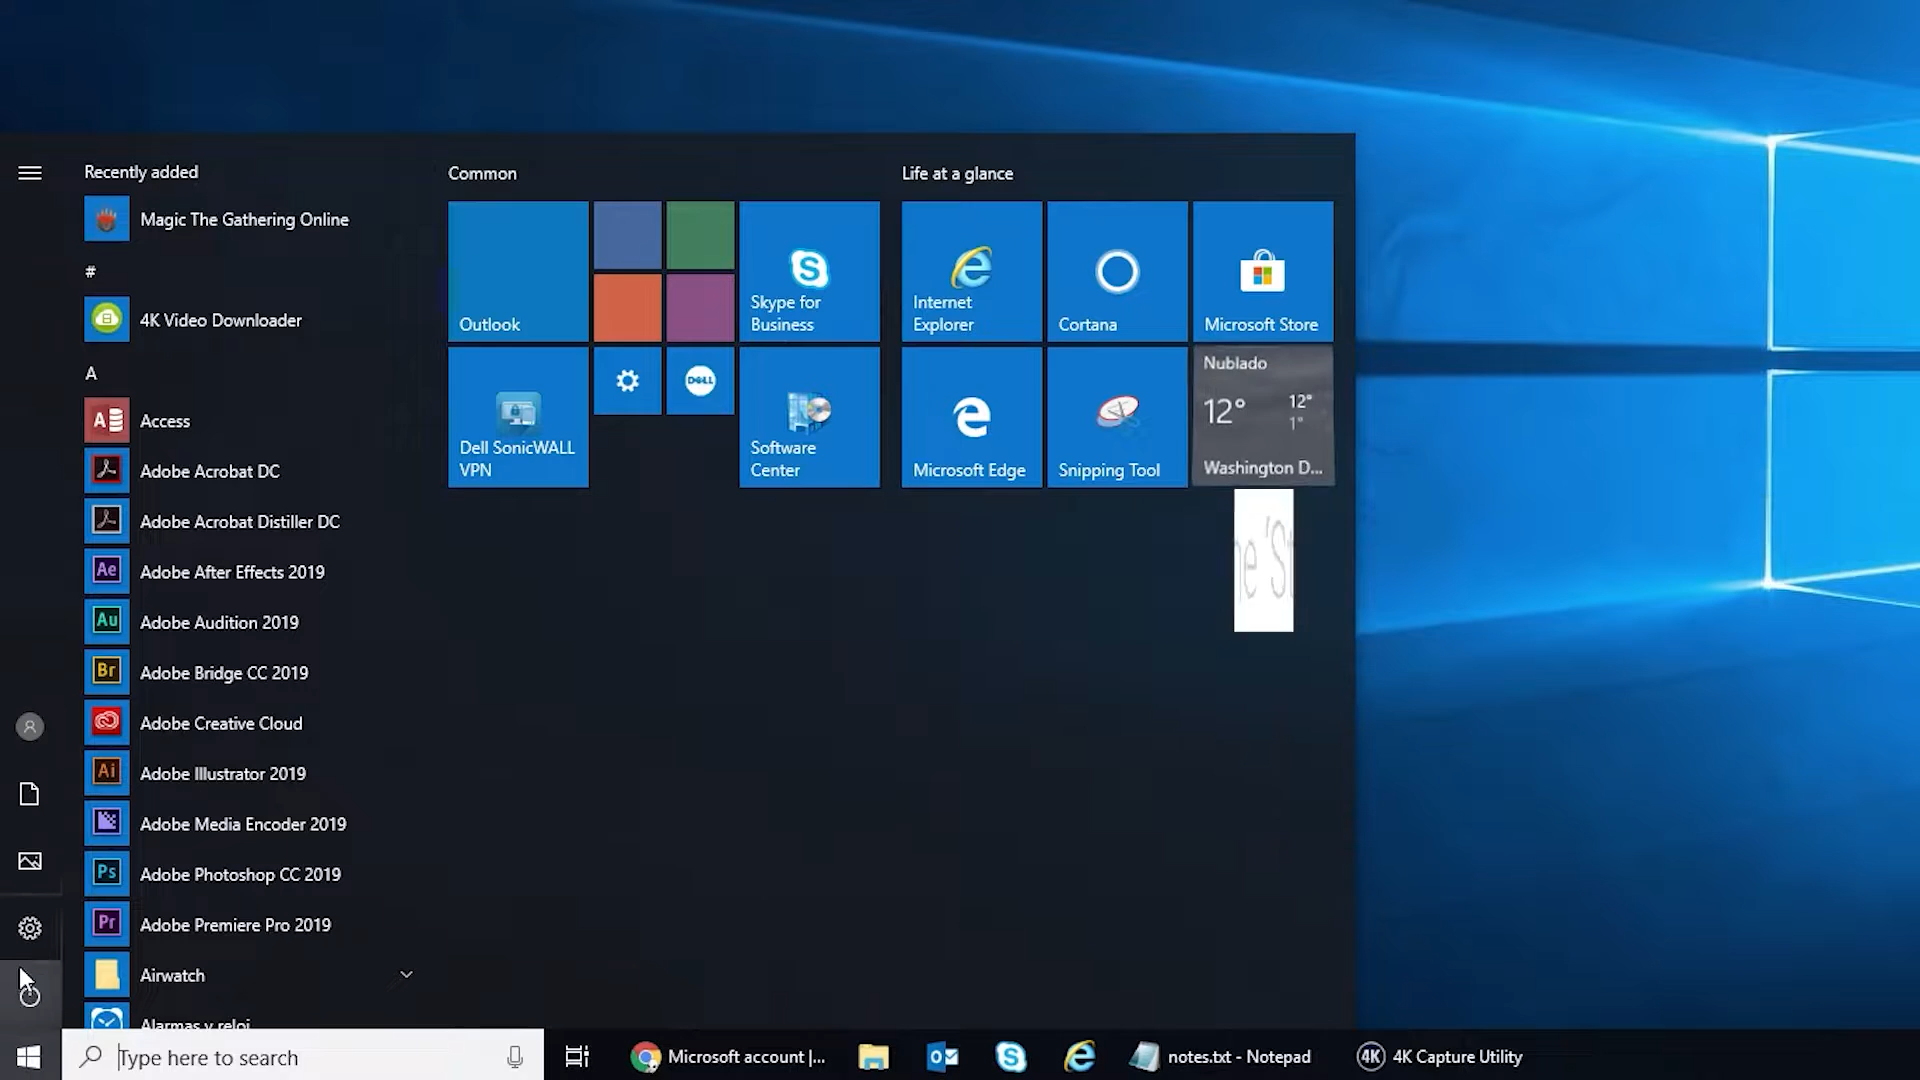 Recently added
Magic The Gathering Online
#
4K Video Downloader
A
Access
Adobe Acrobat DC
Adobe Acrobat Distiller DC
Adobe After Effects 2019
Adobe Audition 2019
Adobe Bridge CC 2019
Adobe Creative Cloud
Adobe Illustrator 2019
Adobe Media Encoder 2019
Adobe Photoshop CC 2019
Adobe Premiere Pro 2019
Airwatch
Alarmas y reloj
Common
Outlook
Skype for
Business
Dell SonicWALL
VPN
DELL
Software
Center
Life at a glance
Internet
Explorer
Cortana
Microsoft Store
Microsoft Edge
Snipping Tool
Nublado
12° 12°
1°
Washington D...
Type here to search
Microsoft account |...
notes.txt - Notepad
4K 4K Capture Utility